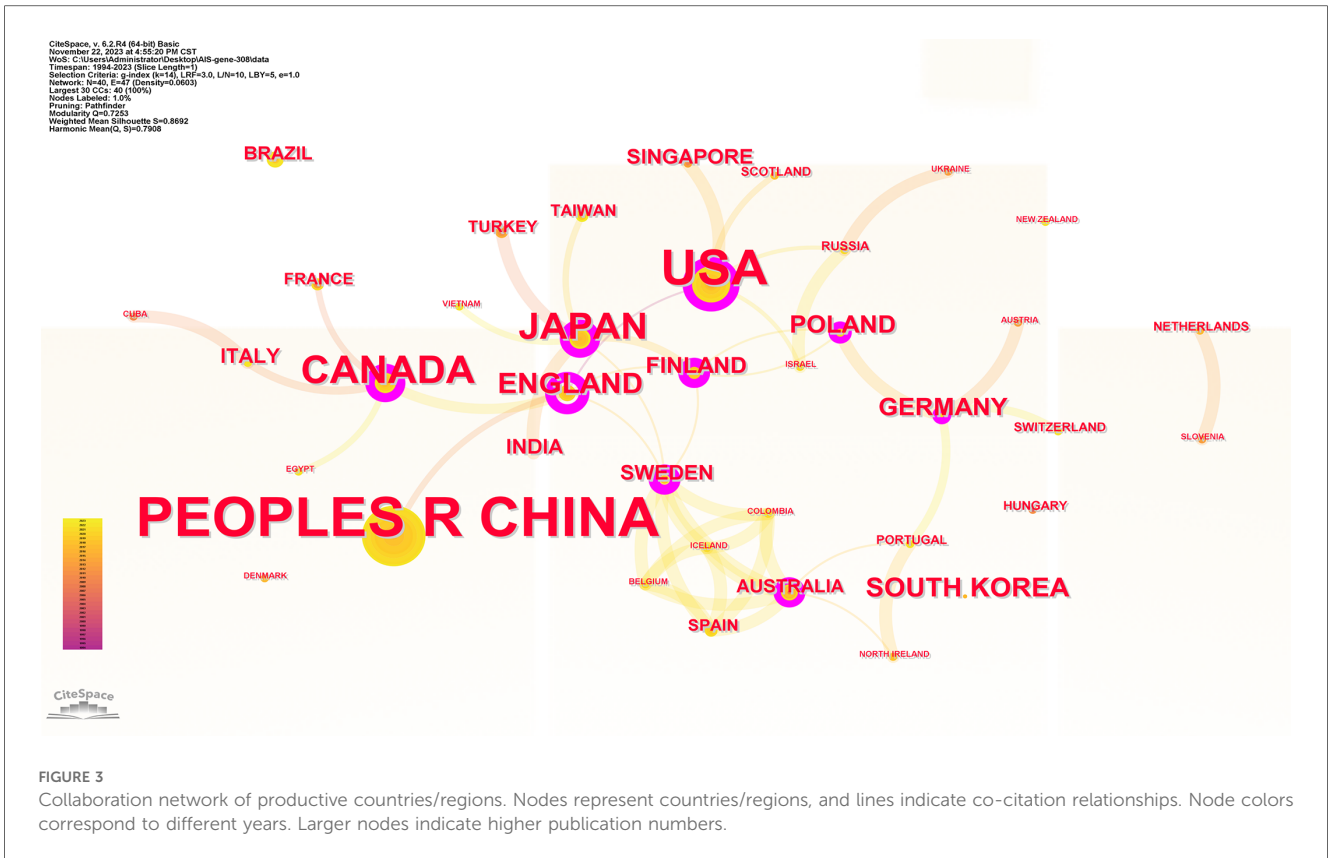 CiteSpace, v. 6.2.R4 (64-bit) Basic
November 22, 2023 at 4:55:20 PM CST
WoS: C:\Users\Administrator\Desktop\AIS-gene-308\data
Timespan: 1994-2023 (Slice Length=1)
Selection Criteria: g-index (k=14), LRF=3.0, L/N=10, LBY=5, e=1.0
Network: N=40, E=47 (Density=0.0603)
Largest 30 CCs: 40 (100%)
Nodes Labeled: 1.0%
Pruning: Pathfinder
Modularity Q=0.7253
Weighted Mean Silhouette S=0.8692
Harmonic Mean(Q, S)=0.7908
BRAZIL
SINGAPORE
SCOTLAND
UKRAINE
TAIWAN
NEW ZEALAND
TURKEY
RUSSIA
USA
FRANCE
VIETNAM
CUBA
JAPAN
POLAND
AUSTRIA
NETHERLANDS
ITALY
CANADA
FINLAND
ISRAEL
ENGLAND
GERMANY
SWITZERLAND
SLOVENIA
INDIA
EGYPT
SWEDEN
PEOPLES R CHINA
COLOMBIA
HUNGARY
ICELAND
PORTUGAL
DENMARK
BELGIUM
AUSTRALIA
SOUTH KOREA
SPAIN
NORTH IRELAND
CiteSpace
FIGURE 3
Collaboration network of productive countries/regions. Nodes represent countries/regions, and lines indicate co-citation relationships. Node colors
correspond to different years. Larger nodes indicate higher publication numbers.